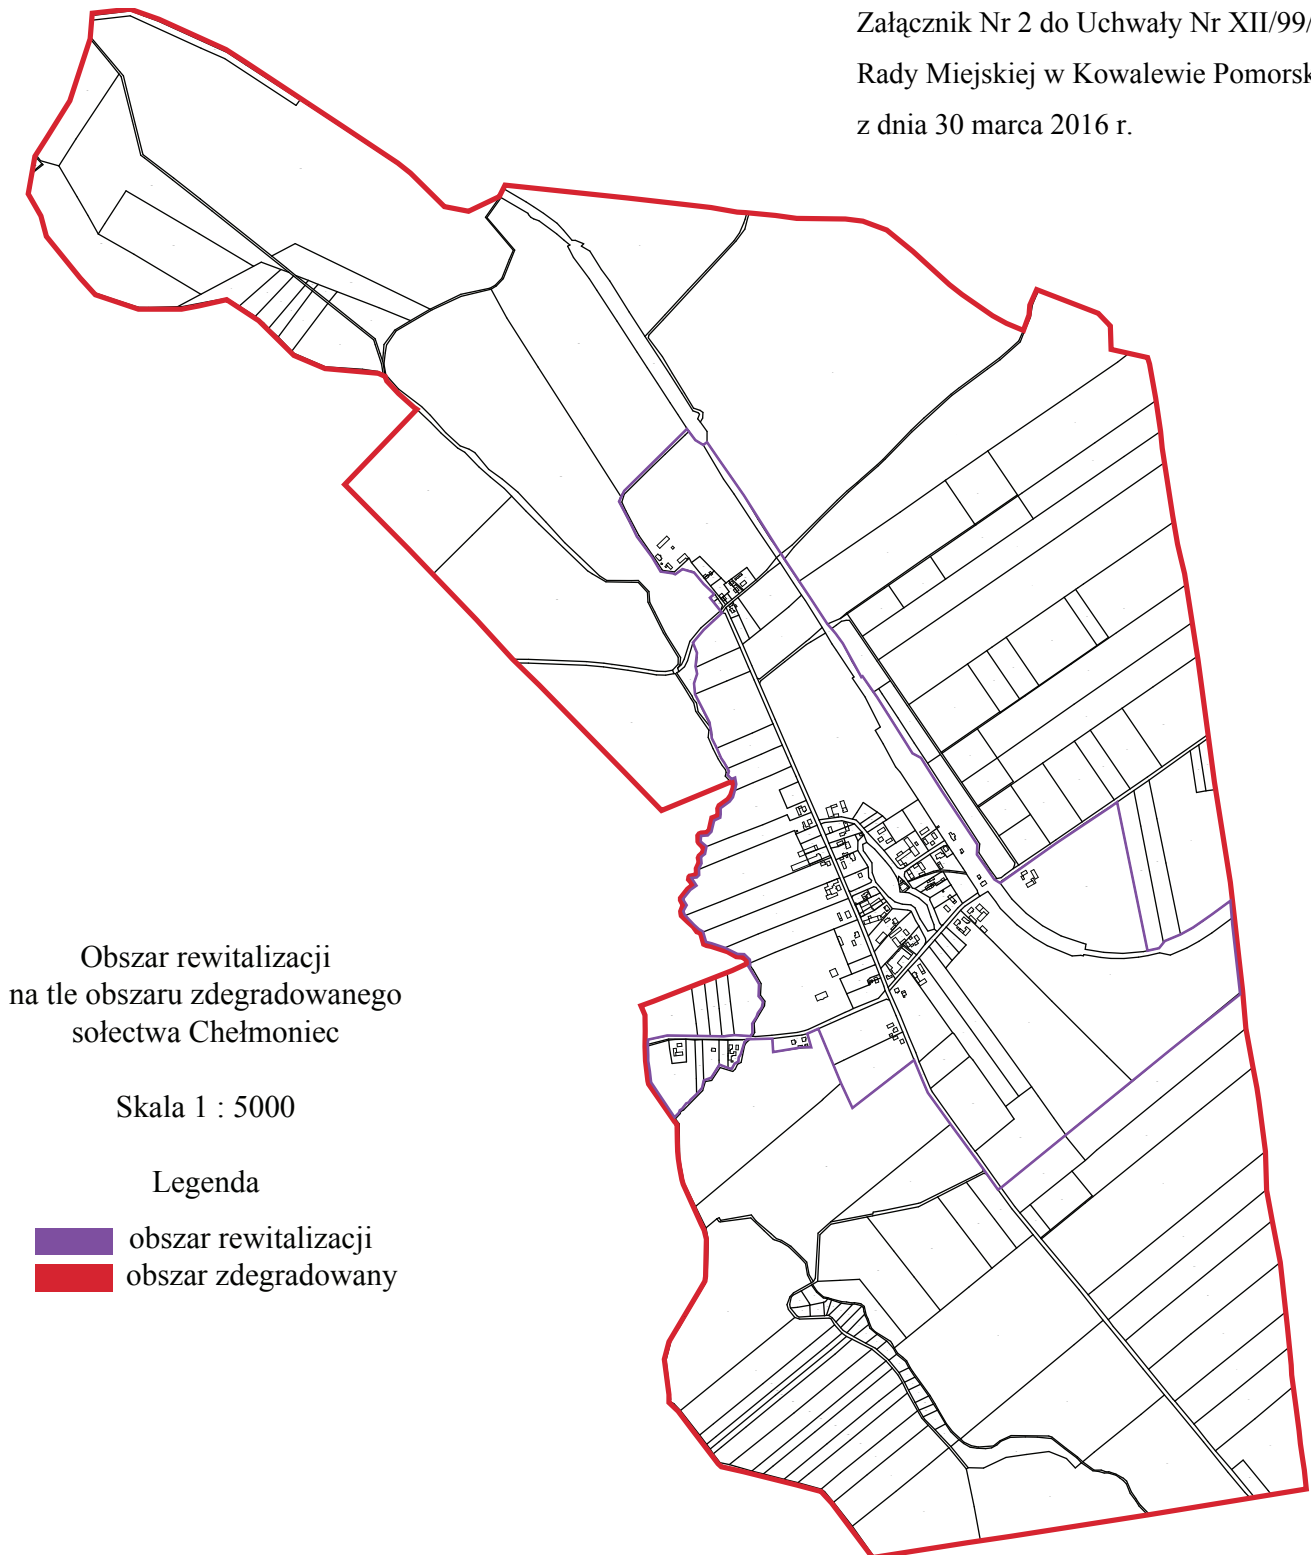 Załącznik Nr 2 do Uchwały Nr XII/99/
Rady Miejskiej w Kowalewie Pomorsk
z dnia 30 marca 2016 r.
Obszar rewitalizacji
na tle obszaru zdegradowanego
sołectwa Chełmoniec
Skala 1 : 5000
Legenda
obszar rewitalizacji
obszar zdegradowany